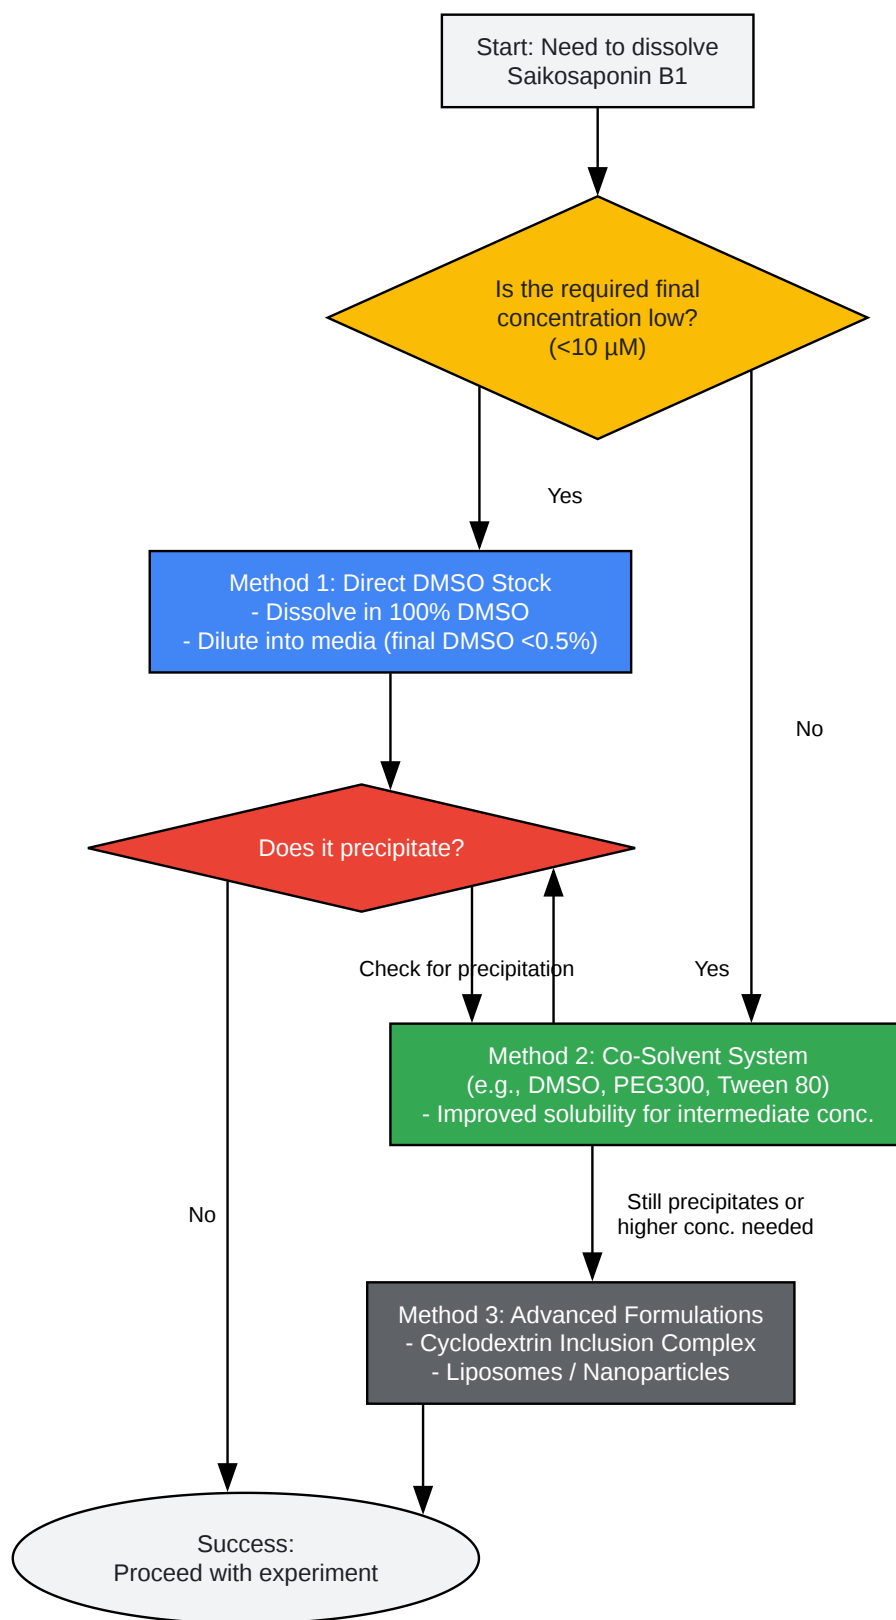 Start: Need to dissolve
Saikosaponin B1
Is the required final
concentration low?
(<10 µM)
Yes
Method 1: Direct DMSO Stock
- Dissolve in 100% DMSO
- Dilute into media (final DMSO <0.5%)
No
Does it precipitate?
Check for precipitation
Yes
Method 2: Co-Solvent System
(e.g., DMSO, PEG300, Tween 80)
- Improved solubility for intermediate conc.
No
Still precipitates or
higher conc. needed
Method 3: Advanced Formulations
- Cyclodextrin Inclusion Complex
- Liposomes / Nanoparticles
Success:
Proceed with experiment